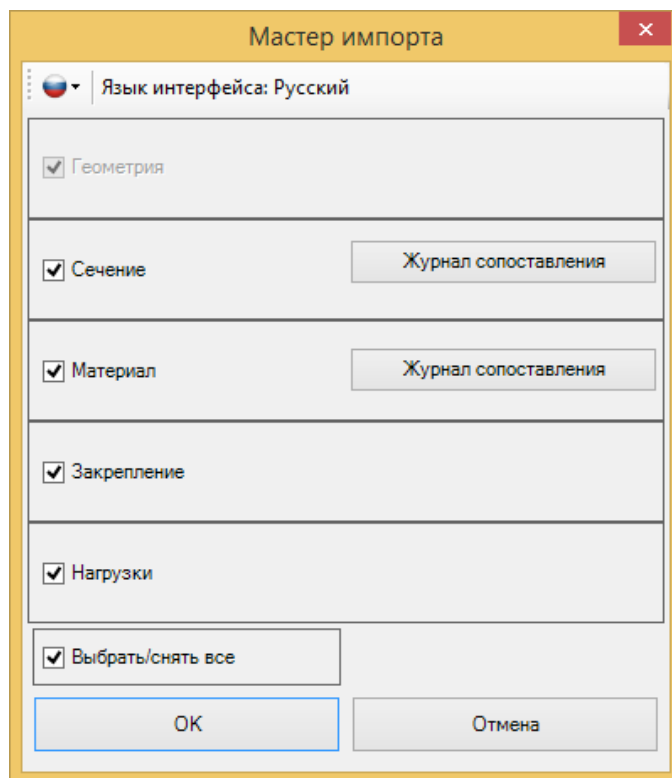 Мастер импорта
Язык интерфейса: Русский
Геометрия
Сечение
Журнал сопоставления
Материал
Журнал сопоставления
Закрепление
Нагрузки
Выбрать/снять все
OK
Отмена